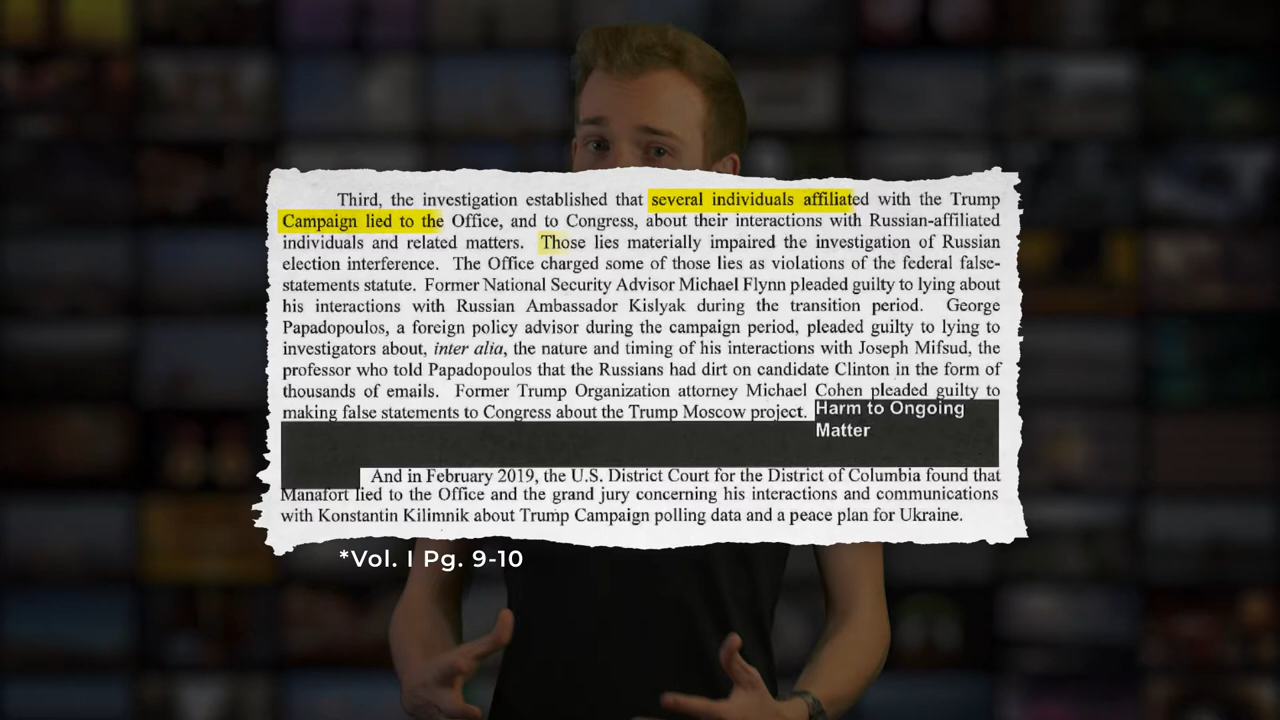 Third, the investigation established that several individuals affiliated with the Trump
Campaign lied to the Office, and to Congress, about their interactions with Russian-affiliated
individuals and related matters. Those lies materially impaired the investigation of Russian
election interference. The Office charged some of those lies as violations of the federal false-
statements statute. Former National Security Advisor Michael Flynn pleaded guilty to lying about
his interactions with Russian Ambassador Kislyak during the transition period. George
Papadopoulos, a foreign policy advisor during the campaign period, pleaded guilty to lying to
investigators about, inter alia, the nature and timing of his interactions with Joseph Mifsud, the
professor who told Papadopoulos that the Russians had dirt on candidate Clinton in the form of
thousands of emails. Former Trump Organization attorney Michael Cohen pleaded guilty to
making false statements to Congress about the Trump Moscow project. Harm to Ongoing
Matter
And in February 2019, the U.S. District Court for the District of Columbia found that
Manafort lied to the Office and the grand jury concerning his interactions and communications
with Konstantin Kilimnik about Trump Campaign polling data and a peace plan for Ukraine.
*Vol. I Pg. 9-10